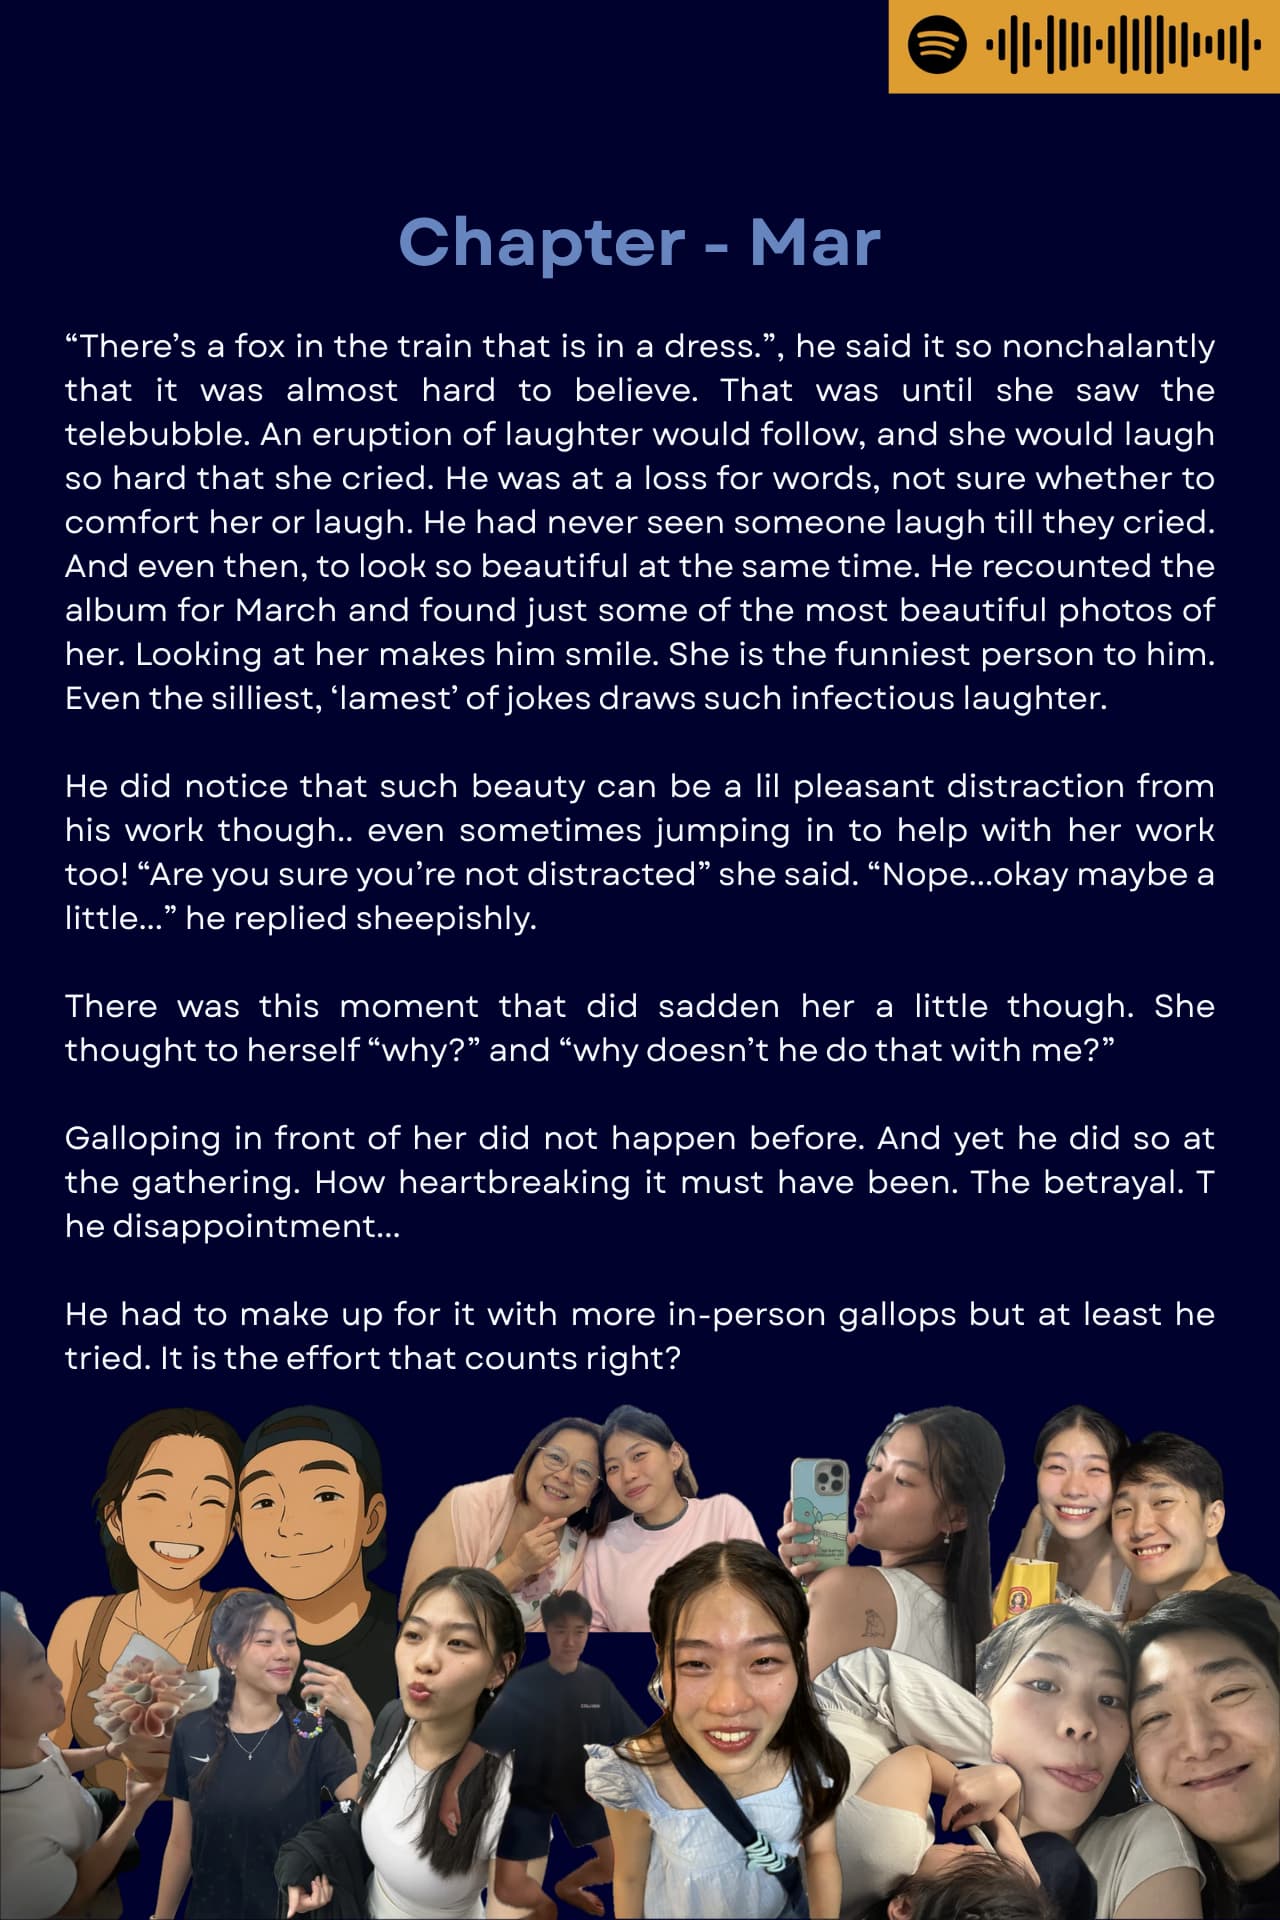 Chapter - Mar
“There’s a fox in the train that is in a dress.”, he said it so nonchalantly
that it was almost hard to believe. That was until she saw the
telebubble. An eruption of laughter would follow, and she would laugh
so hard that she cried. He was at a loss for words, not sure whether to
comfort her or laugh. He had never seen someone laugh till they cried.
And even then, to look so beautiful at the same time. He recounted the
album for March and found just some of the most beautiful photos of
her. Looking at her makes him smile. She is the funniest person to him.
Even the silliest, ‘lamest’ of jokes draws such infectious laughter.
He did notice that such beauty can be a lil pleasant distraction from
his work though.. even sometimes jumping in to help with her work
too! “Are you sure you’re not distracted” she said. “Nope...okay maybe a
little...” he replied sheepishly.
There was this moment that did sadden her a little though. She
thought to herself “why?” and “why doesn’t he do that with me?”
Galloping in front of her did not happen before. And yet he did so at
the gathering. How heartbreaking it must have been. The betrayal. T
he disappointment...
He had to make up for it with more in-person gallops but at least he
tried. It is the effort that counts right?